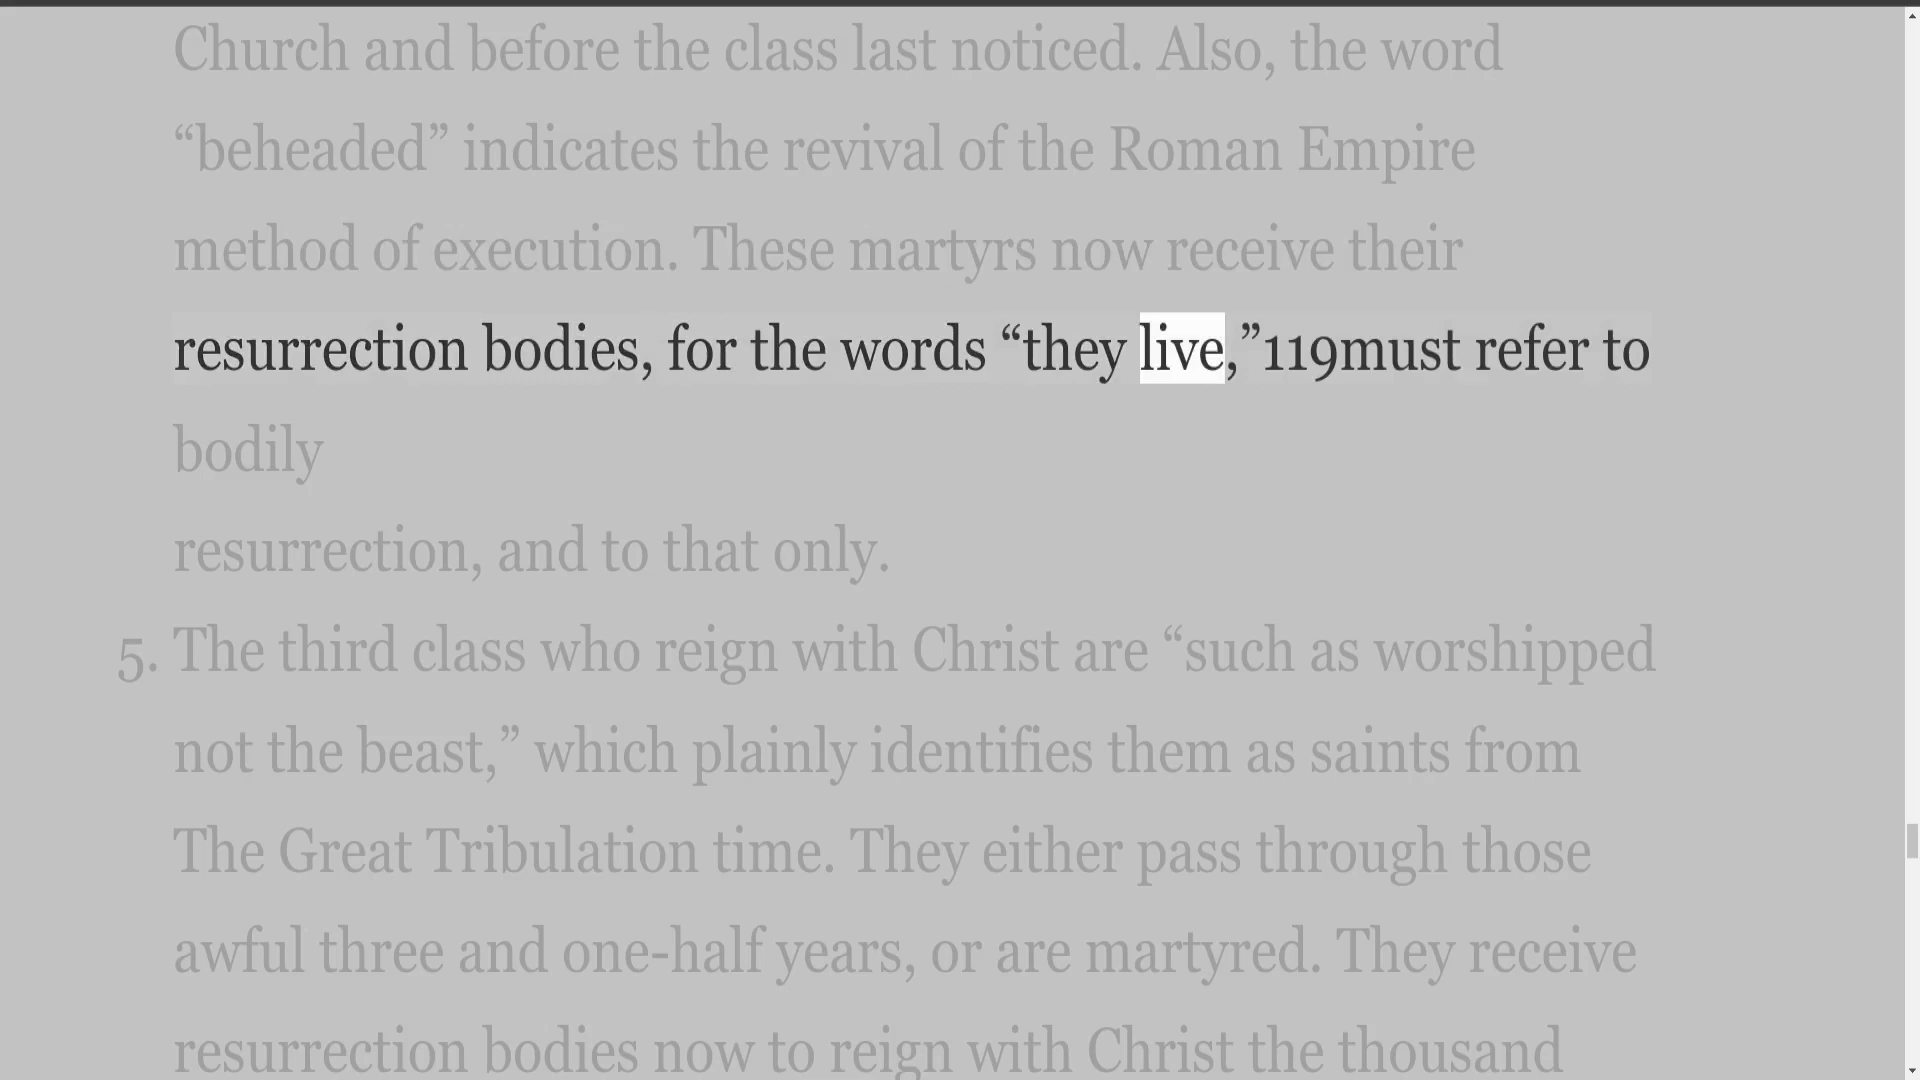 Church and before the class last noticed. Also, the word
“beheaded” indicates the revival of the Roman Empire
method of execution. These martyrs now receive their
resurrection bodies, for the words “they live,”119must refer to
bodily
resurrection, and to that only.
5. The third class who reign with Christ are “such as worshipped
not the beast,” which plainly identifies them as saints from
The Great Tribulation time. They either pass through those
awful three and one-half years, or are martyred. They receive
resurrection bodies now to reign with Christ the thousand